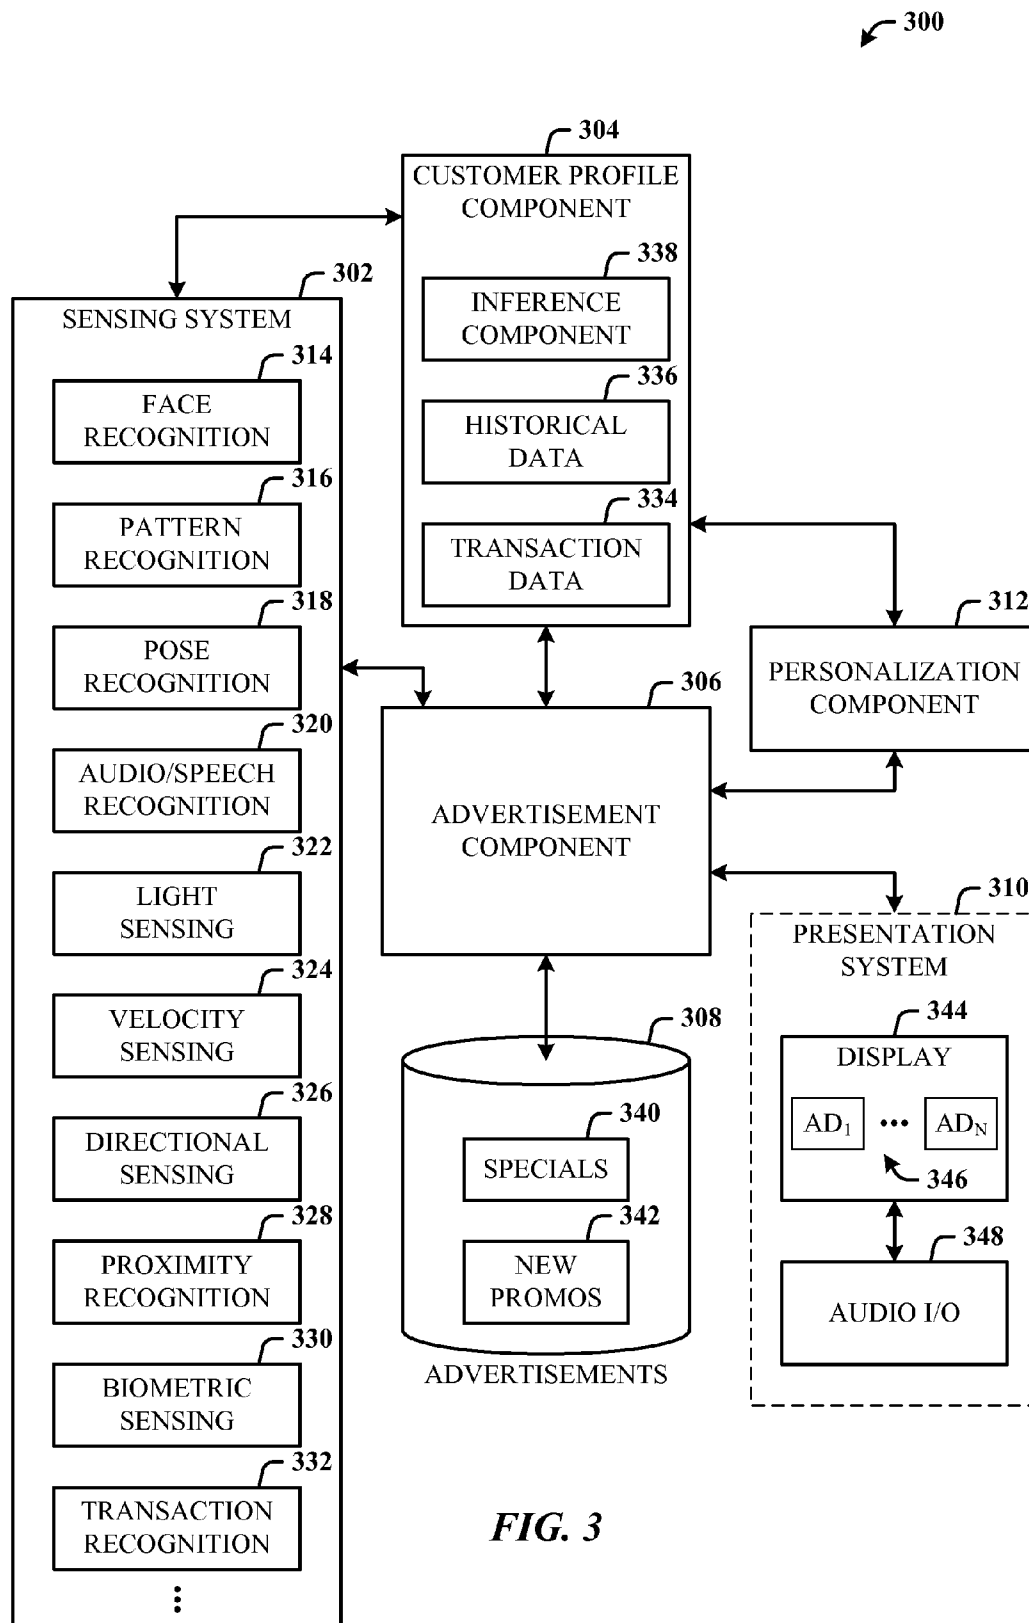 300
304
CUSTOMER PROFILE
COMPONENT
338
INFERENCE
COMPONENT
336
HISTORICAL
DATA
334
TRANSACTION
DATA
302
SENSING SYSTEM
314
FACE
RECOGNITION
316
PATTERN
RECOGNITION
318
POSE
RECOGNITION
320
AUDIO/SPEECH
RECOGNITION
322
LIGHT
SENSING
324
VELOCITY
SENSING
326
DIRECTIONAL
SENSING
328
PROXIMITY
RECOGNITION
330
BIOMETRIC
SENSING
332
TRANSACTION
RECOGNITION
306
ADVERTISEMENT
COMPONENT
312
PERSONALIZATION
COMPONENT
308
340
SPECIALS
342
NEW
PROMOS
ADVERTISEMENTS
310
PRESENTATION
SYSTEM
344
DISPLAY
AD1 ••• ADN
346
348
AUDIO I/O
FIG. 3